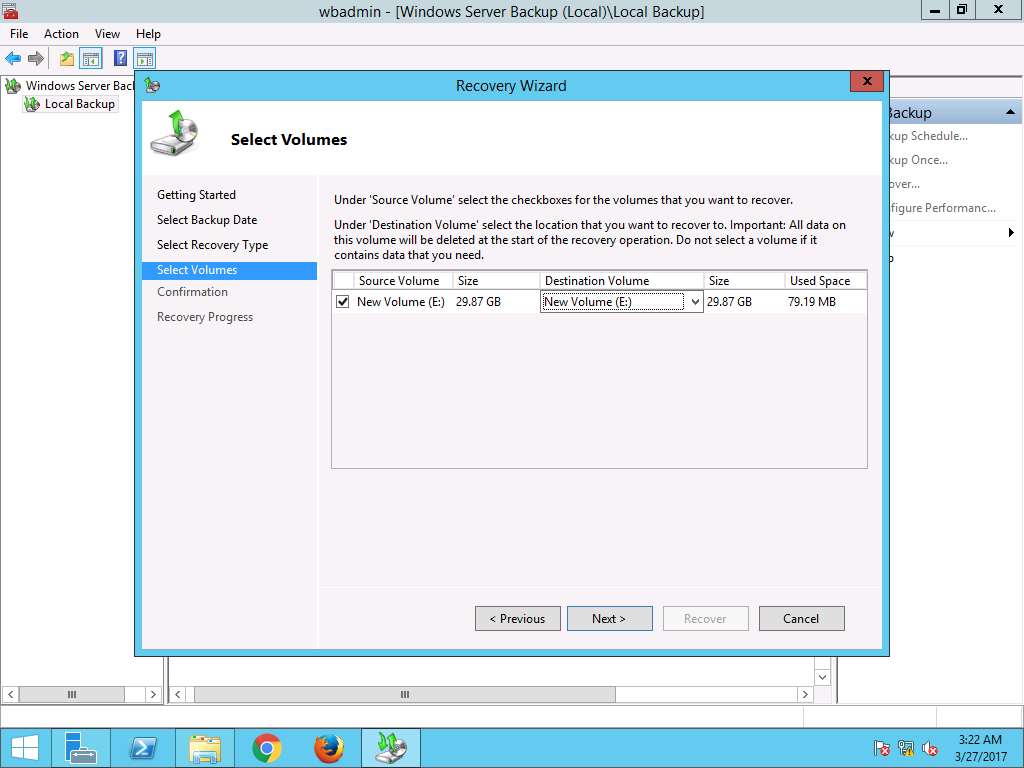 wbadmin - [Windows Server Backup (Local)\Local Backup]
File Action View Help
Windows Server Bac
Local Backup
Recovery Wizard
Select Volumes
Getting Started
Select Backup Date
Select Recovery Type
Select Volumes
Confirmation
Recovery Progress
Under 'Source Volume' select the checkboxes for the volumes that you want to recover.
Under 'Destination Volume' select the location that you want to recover to. Important: All data on
this volume will be deleted at the start of the recovery operation. Do not select a volume if it
contains data that you need.
Source Volume Size Destination Volume Size Used Space
New Volume (E:) 29.87 GB New Volume (E:) 29.87 GB 79.19 MB
< Previous Next > Recover Cancel
Backup
kup Schedule...
kup Once...
over...
figure Performanc...
3:22 AM
3/27/2017